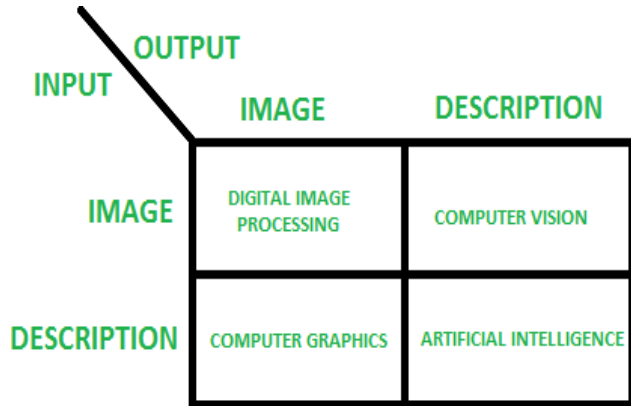 OUTPUT
INPUT
IMAGE DESCRIPTION
IMAGE
DIGITAL IMAGE
PROCESSING
COMPUTER VISION
DESCRIPTION
COMPUTER GRAPHICS
ARTIFICIAL INTELLIGENCE